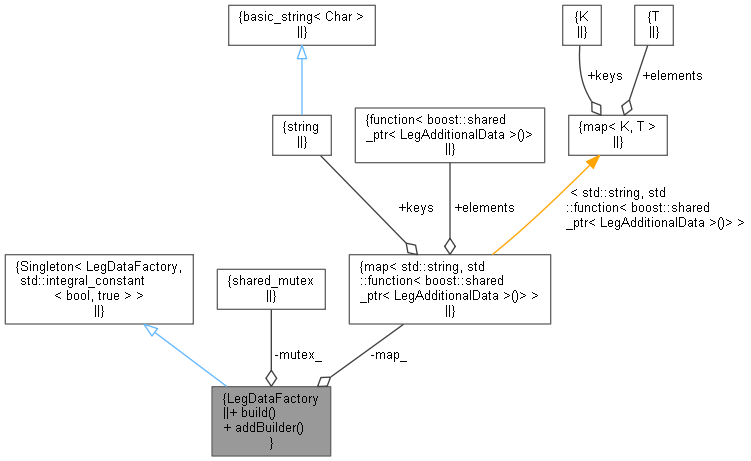 {basic_string< Char >
||}
{K
||}
{T
||}
+keys
+elements
{string
||}
{function< boost::shared
_ptr< LegAdditionalData >()>
||}
{map< K, T >
||}
< std::string, std
::function< boost::shared
_ptr< LegAdditionalData >()> >
+keys
+elements
{Singleton< LegDataFactory,
std::integral_constant
< bool, true > >
||}
{shared_mutex
||}
{map< std::string, std
::function< boost::shared
_ptr< LegAdditionalData >()> >
||}
-mutex_
-map_
{LegDataFactory
||+ build()
+ addBuilder()
}